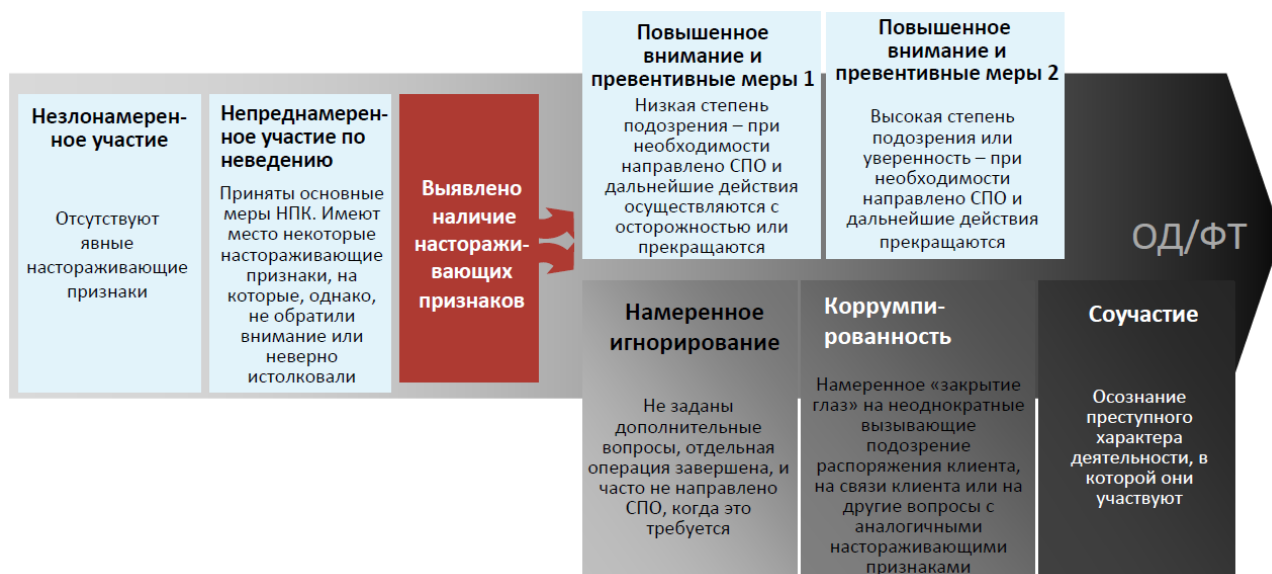 Незлонамерен-
ное участие
Отсутствуют
явные
настораживающие
признаки
Непреднамерен-
ное участие по
неведению
Приняты основные
меры НПК. Имеют
место некоторые
настораживающие
признаки, на
которые, однако,
не обратили
внимание или
неверно
истолковали
Выявлено
наличие
насторажи-
вающих
признаков
Повышенное
внимание и
превентивные меры 1
Низкая степень
подозрения – при
необходимости
направлено СПО и
дальнейшие действия
осуществляются с
осторожностью или
прекращаются
Повышенное
внимание и
превентивные меры 2
Высокая степень
подозрения или
уверенность – при
необходимости
направлено СПО и
дальнейшие действия
прекращаются
ОД/ФТ
Намеренное
игнорирование
Не заданы
дополнительные
вопросы, отдельная
операция завершена, и
часто не направлено
СПО, когда это
требуется
Коррумпи-
рованность
Намеренное «закрытие
глаз» на неоднократные
вызывающие
подозрение
распоряжения клиента,
на связи клиента или на
другие вопросы с
аналогичными
настораживающими
признаками
Соучастие
Осознание
преступного
характера
деятельности, в
которой они
участвуют